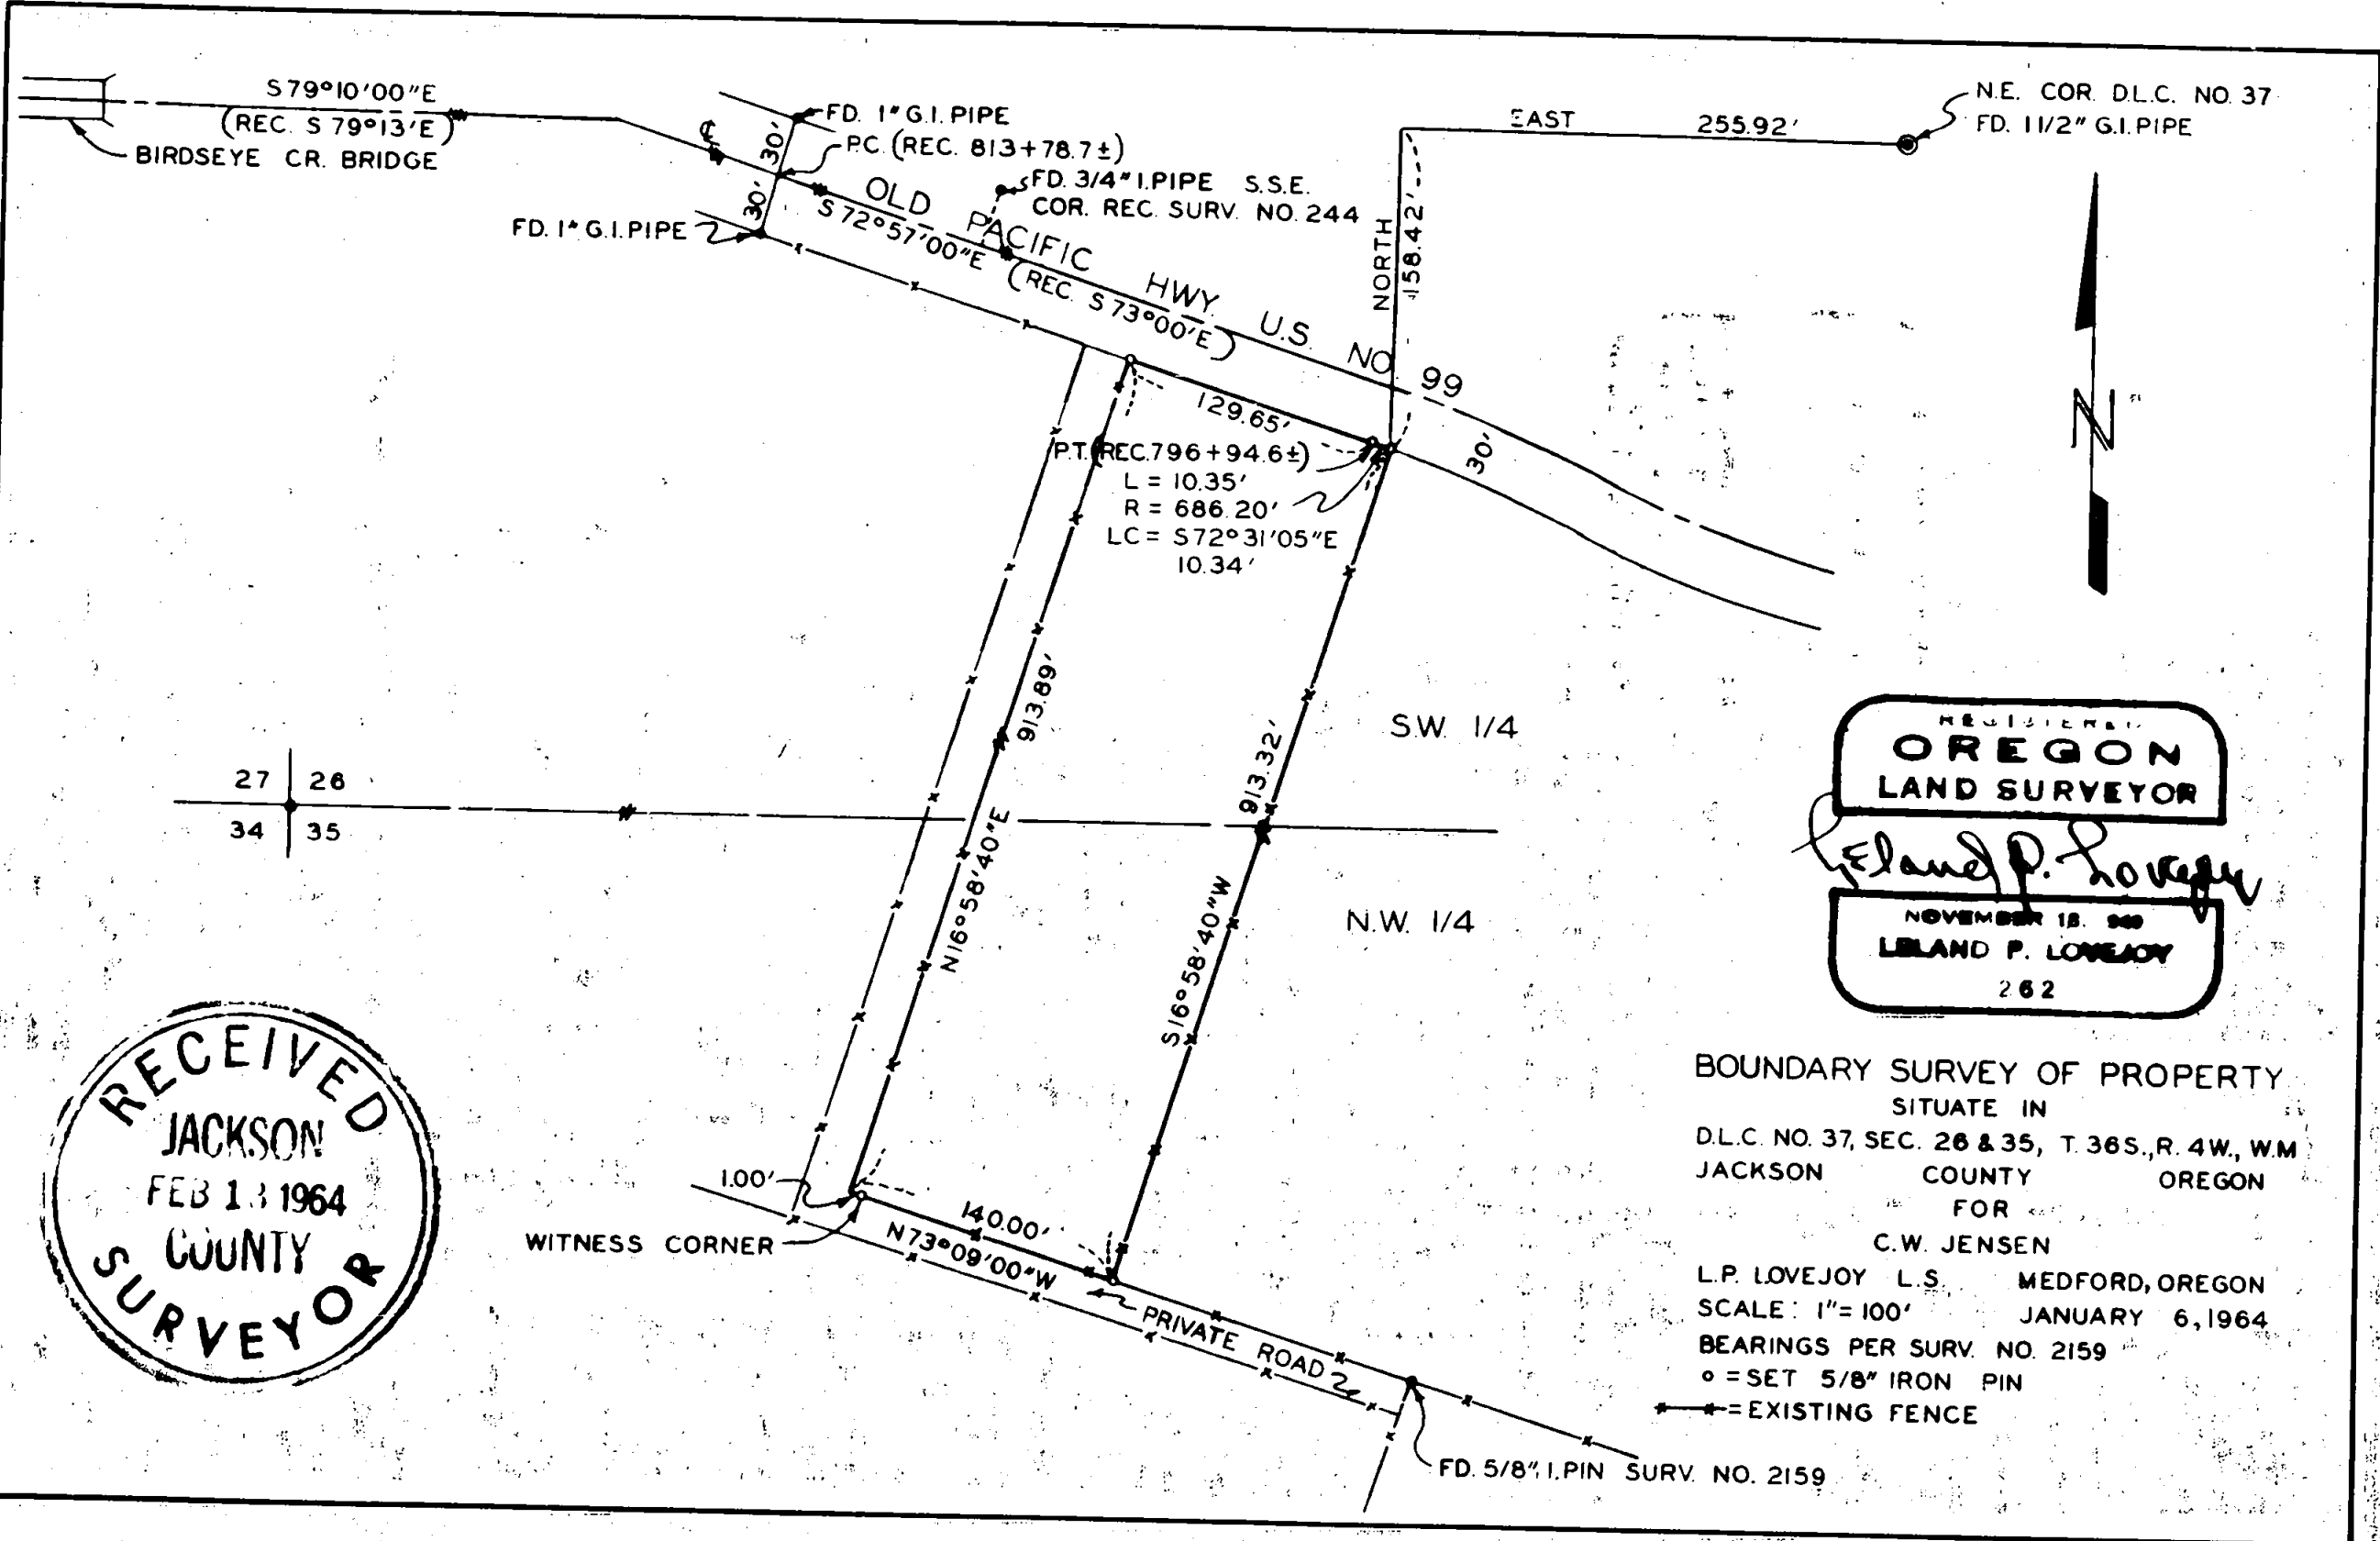 S79°10'00"E
(REC. S 79°13'E)
BIRDSEYE CR. BRIDGE
℄
30'
30'
FD. 1" G.I. PIPE
P.C. (REC. 813+78.7±)
FD. 3/4" I. PIPE S.S.E.
COR. REC. SURV. NO. 244
FD. 1" G.I. PIPE
OLD PACIFIC HWY. U.S. NO. 99
S 72°57'00"E
(REC. S 73°00'E)
EAST 255.92'
N.E. COR. D.L.C. NO. 37
FD. 1 1/2" G.I. PIPE
NORTH
158.42'
N
129.65'
30'
P.T. (REC. 796+94.6±)
L = 10.35'
R = 686.20'
LC = S72°31'05"E
10.34'
913.89'
N16°58'40"E
913.32'
S16°58'40"W
S.W. 1/4
N.W. 1/4
27 26
34 35
REGISTERED
OREGON
LAND SURVEYOR
Leland P. Lovejoy
NOVEMBER 18.
LELAND P. LOVEJOY
262
RECEIVED
JACKSON
FEB 13 1964
COUNTY
SURVEYOR
1.00'
WITNESS CORNER
140.00'
N73°09'00"W
PRIVATE ROAD
FD. 5/8" I. PIN SURV. NO. 2159
BOUNDARY SURVEY OF PROPERTY
SITUATE IN
D.L.C. NO. 37, SEC. 26 & 35, T. 36S., R. 4W., W.M
JACKSON COUNTY OREGON
FOR
C.W. JENSEN
L.P. LOVEJOY L.S. MEDFORD, OREGON
SCALE: 1" = 100' JANUARY 6, 1964
BEARINGS PER SURV. NO. 2159
o = SET 5/8" IRON PIN
x—x = EXISTING FENCE